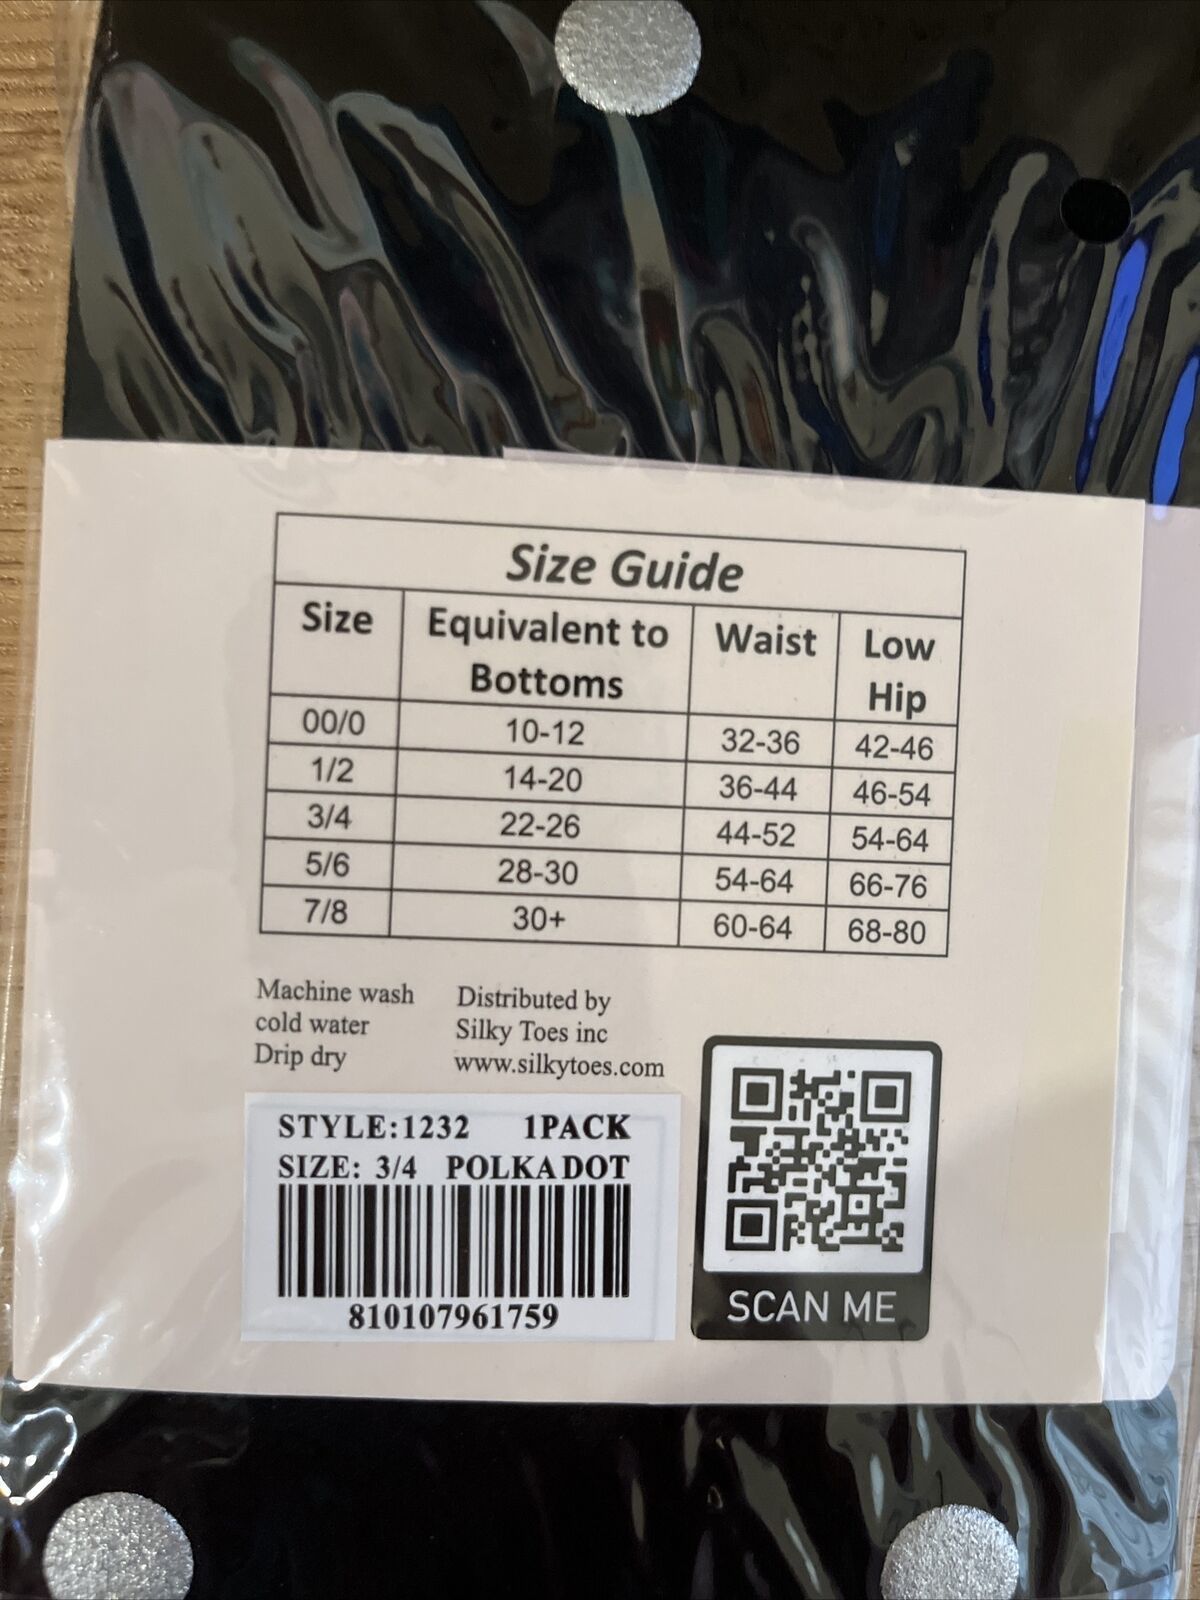 Size Guide
Size Equivalent to Bottoms Waist Low Hip
00/0 10-12 32-36 42-46
1/2 14-20 36-44 46-54
3/4 22-26 44-52 54-64
5/6 28-30 54-64 66-76
7/8 30+ 60-64 68-80
Machine wash
cold water
Drip dry
Distributed by
Silky Toes inc
www.silkytoes.com
STYLE:1232 1PACK
SIZE: 3/4 POLKA DOT
810107961759
SCAN ME